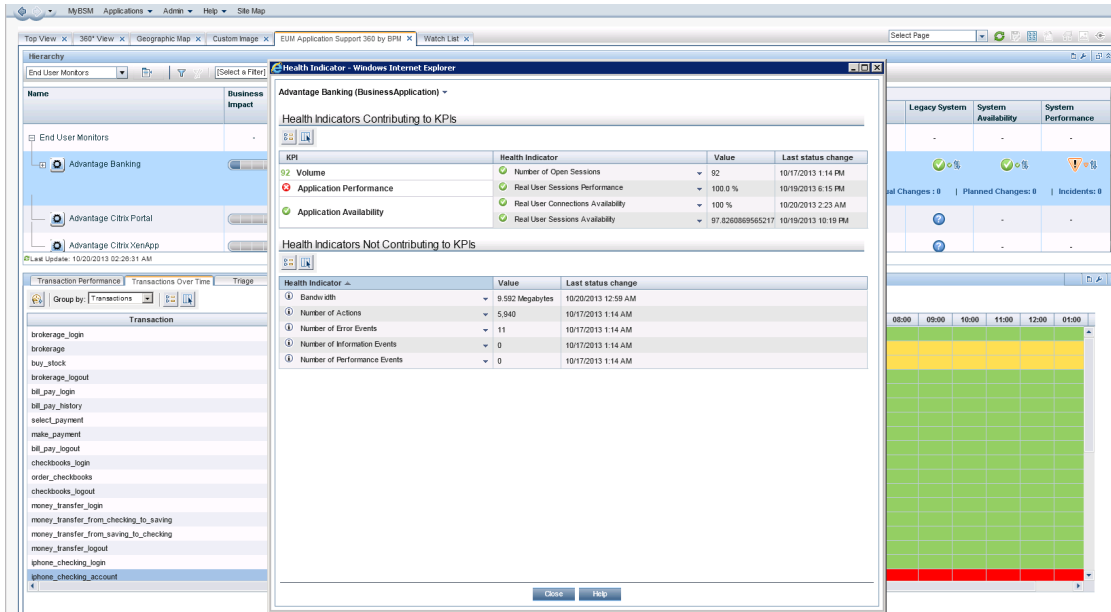 MyBSM Applications Admin Help Site Map
Top View 360° View Geographic Map Custom Image EUM Application Support 360 by BPM Watch List Select Page
Hierarchy
End User Monitors [Select a Filter]
Name Business Impact Legacy System System Availability System Performance
End User Monitors - - - -
Advantage Banking
ual Changes : 0 | Planned Changes: 0 | Incidents: 0
Advantage Citrix Portal - -
Advantage Citrix XenApp - -
Last Update: 10/20/2013 02:26:31 AM
Transaction Performance Transactions Over Time Triage
Group by: Transactions
Transaction 08:00 09:00 10:00 11:00 12:00 01:00
brokerage_login
brokerage
buy_stock
brokerage_logout
bill_pay_login
bill_pay_history
select_payment
make_payment
bill_pay_logout
checkbooks_login
order_checkbooks
checkbooks_logout
money_transfer_login
money_transfer_from_checking_to_saving
money_transfer_from_saving_to_checking
money_transfer_logout
iphone_checking_login
iphone_checking_account
Health Indicator - Windows Internet Explorer
Advantage Banking (BusinessApplication)
Health Indicators Contributing to KPIs
KPI Health Indicator Value Last status change
92 Volume Number of Open Sessions 92 10/17/2013 1:14 PM
Application Performance Real User Sessions Performance 100.0 % 10/19/2013 6:15 PM
Application Availability Real User Connections Availability 100 % 10/20/2013 2:23 AM
Real User Sessions Availability 97.8260869565217 10/19/2013 10:19 PM
Health Indicators Not Contributing to KPIs
Health Indicator Value Last status change
Bandwidth 9.592 Megabytes 10/20/2013 12:59 AM
Number of Actions 5,940 10/17/2013 1:14 AM
Number of Error Events 11 10/17/2013 1:14 AM
Number of Information Events 0 10/17/2013 1:14 AM
Number of Performance Events 0 10/17/2013 1:14 AM
Close Help